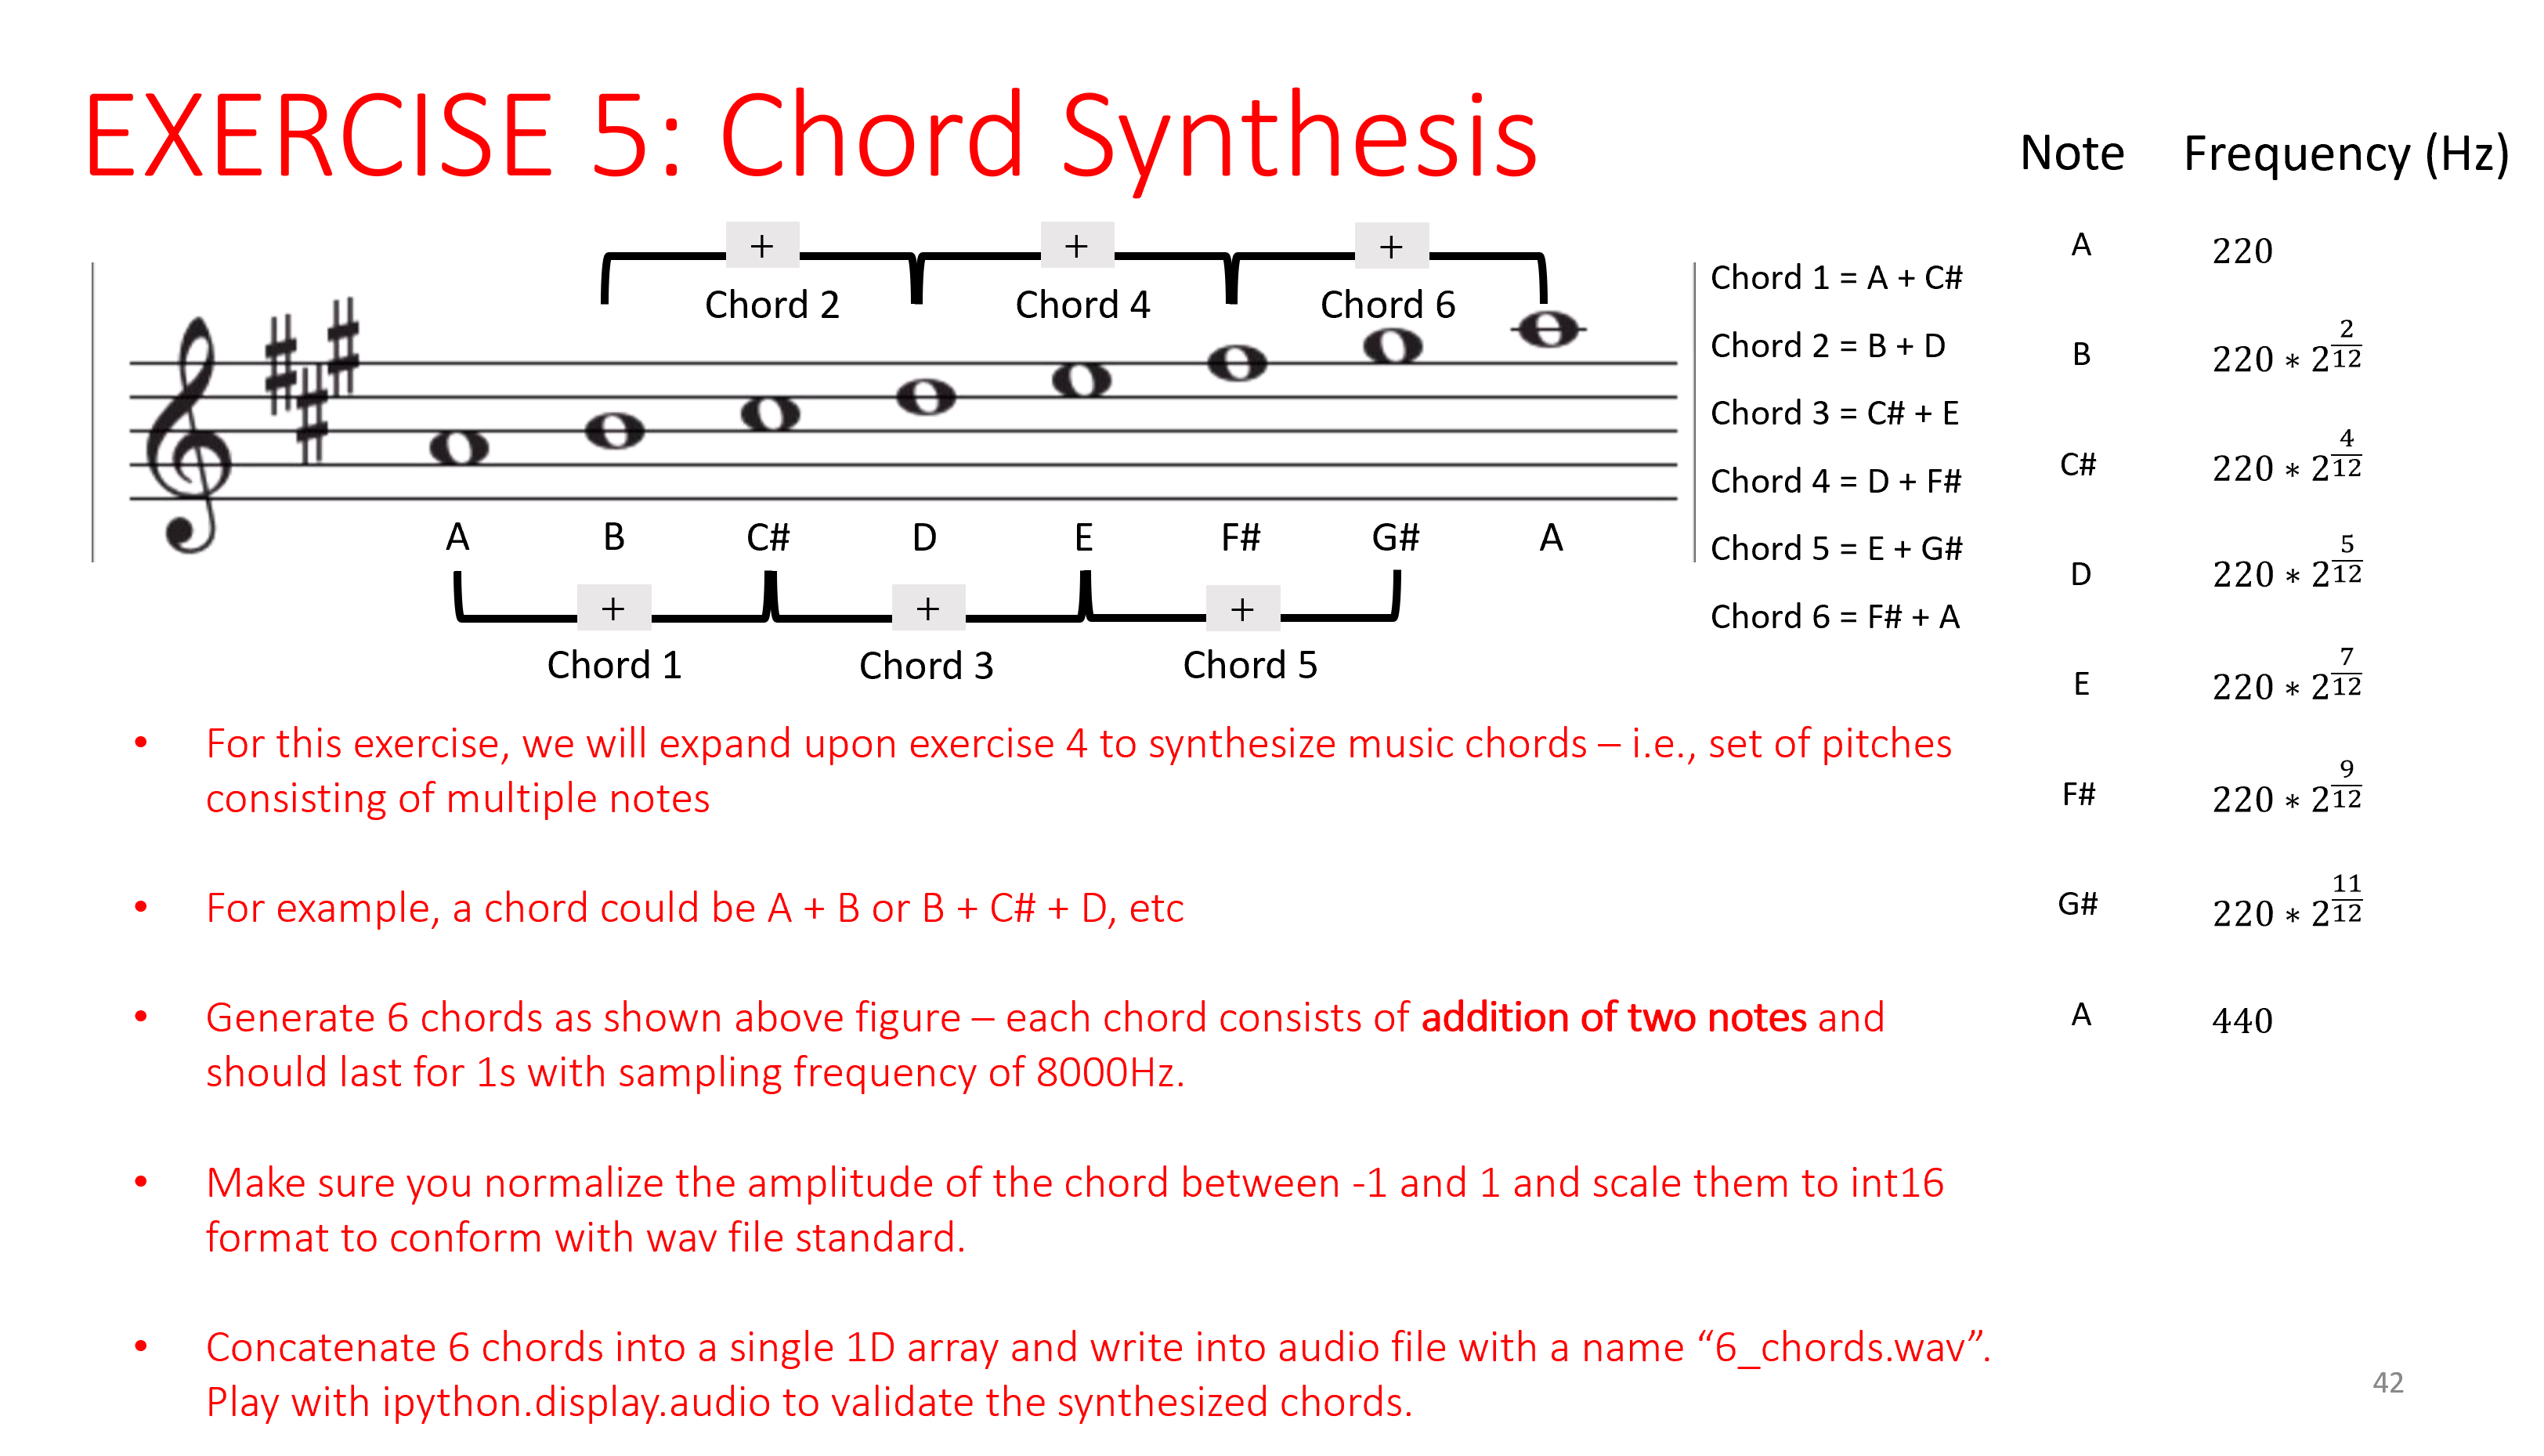 EXERCISE 5: Chord Synthesis
+ + +
Chord 2 Chord 4 Chord 6
A B C# D E F# G# A
+ + +
Chord 1 Chord 3 Chord 5
Chord 1 = A + C#
Chord 2 = B + D
Chord 3 = C# + E
Chord 4 = D + F#
Chord 5 = E + G#
Chord 6 = F# + A
Note Frequency (Hz)
A 220
B 220 ∗ 2^(2/12)
C# 220 ∗ 2^(4/12)
D 220 ∗ 2^(5/12)
E 220 ∗ 2^(7/12)
F# 220 ∗ 2^(9/12)
G# 220 ∗ 2^(11/12)
A 440
• For this exercise, we will expand upon exercise 4 to synthesize music chords – i.e., set of pitches
consisting of multiple notes
• For example, a chord could be A + B or B + C# + D, etc
• Generate 6 chords as shown above figure – each chord consists of addition of two notes and
should last for 1s with sampling frequency of 8000Hz.
• Make sure you normalize the amplitude of the chord between -1 and 1 and scale them to int16
format to conform with wav file standard.
• Concatenate 6 chords into a single 1D array and write into audio file with a name “6_chords.wav”.
Play with ipython.display.audio to validate the synthesized chords.
42